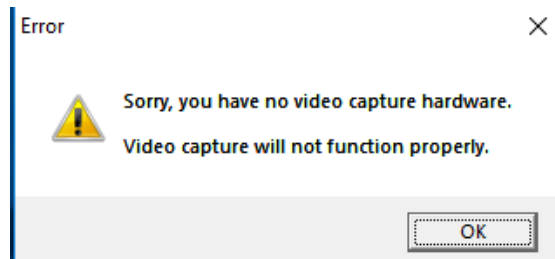 Error
Sorry, you have no video capture hardware.
Video capture will not function properly.
OK